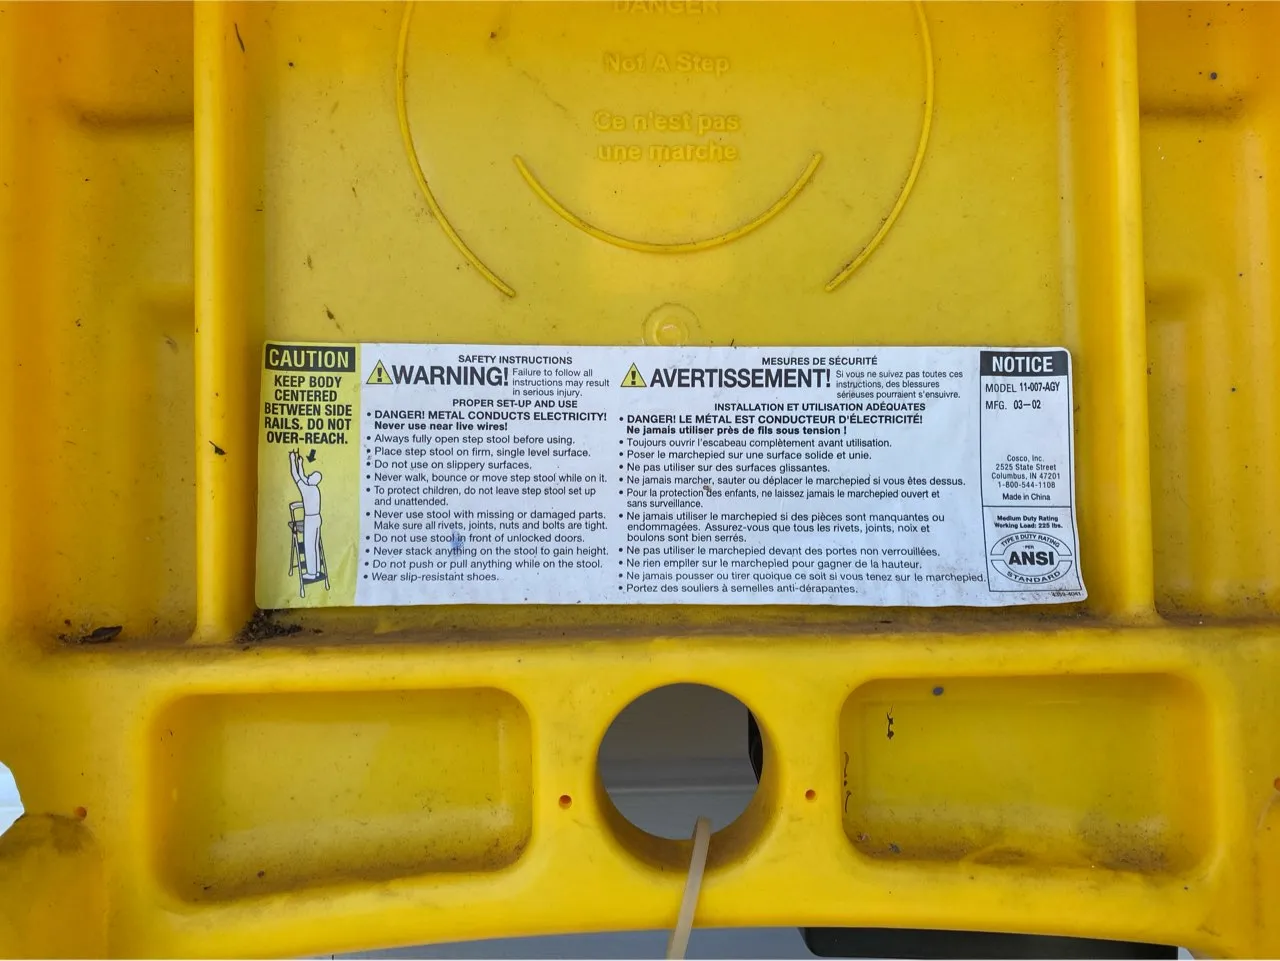 DANGER
Not A Step
Ce n'est pas
une marche
CAUTION
KEEP BODY
CENTERED
BETWEEN SIDE
RAILS. DO NOT
OVER-REACH.
SAFETY INSTRUCTIONS
WARNING!
Failure to follow all
instructions may result
in serious injury.
PROPER SET-UP AND USE
• DANGER! METAL CONDUCTS ELECTRICITY!
Never use near live wires!
• Always fully open step stool before using.
• Place step stool on firm, single level surface.
• Do not use on slippery surfaces.
• Never walk, bounce or move step stool while on it.
• To protect children, do not leave step stool set up
and unattended.
• Never use stool with missing or damaged parts.
Make sure all rivets, joints, nuts and bolts are tight.
• Do not use stool in front of unlocked doors.
• Never stack anything on the stool to gain height.
• Do not push or pull anything while on the stool.
• Wear slip-resistant shoes.
MESURES DE SÉCURITÉ
AVERTISSEMENT!
Si vous ne suivez pas toutes ces
instructions, des blessures
sérieuses pourraient s'ensuivre.
INSTALLATION ET UTILISATION ADÉQUATES
• DANGER! LE MÉTAL EST CONDUCTEUR D'ÉLECTRICITÉ!
Ne jamais utiliser près de fils sous tension !
• Toujours ouvrir l'escabeau complètement avant utilisation.
• Poser le marchepied sur une surface solide et unie.
• Ne pas utiliser sur des surfaces glissantes.
• Ne jamais marcher, sauter ou déplacer le marchepied si vous êtes dessus.
• Pour la protection des enfants, ne laissez jamais le marchepied ouvert et
sans surveillance.
• Ne jamais utiliser le marchepied si des pièces sont manquantes ou
endommagées. Assurez-vous que tous les rivets, joints, noix et
boulons sont bien serrés.
• Ne pas utiliser le marchepied devant des portes non verrouillées.
• Ne rien empiler sur le marchepied pour gagner de la hauteur.
• Ne jamais pousser ou tirer quoique ce soit si vous tenez sur le marchepied.
• Portez des souliers à semelles anti-dérapantes.
NOTICE
MODEL 11-007-AGY
MFG. 03-02
Cosco, Inc.
2525 State Street
Columbus, IN 47201
1-800-544-1108
Made in China
Medium Duty Rating
Working Load: 225 lbs.
TYPE II DUTY RATING
PER
ANSI
STANDARD
4359-4041